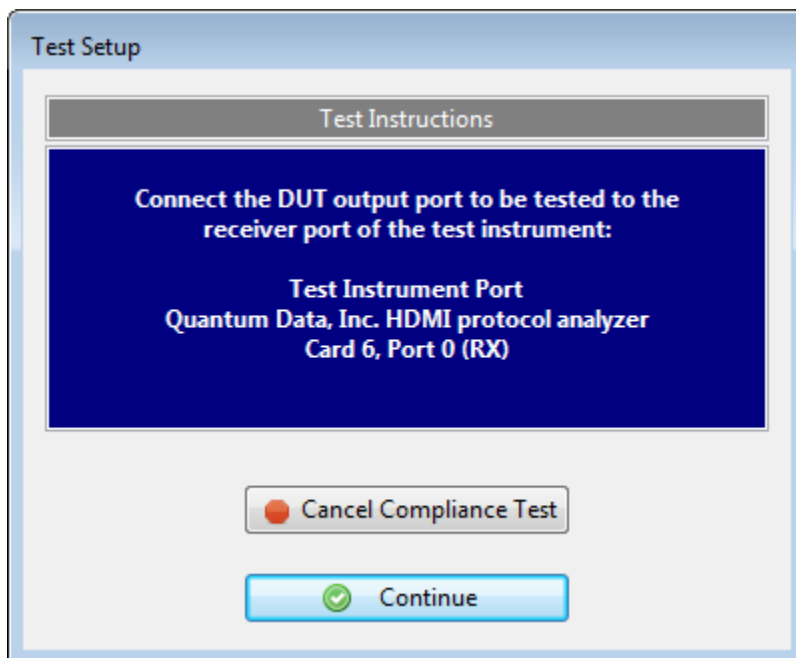 Test Setup
Test Instructions
Connect the DUT output port to be tested to the
receiver port of the test instrument:
Test Instrument Port
Quantum Data, Inc. HDMI protocol analyzer
Card 6, Port 0 (RX)
Cancel Compliance Test
Continue